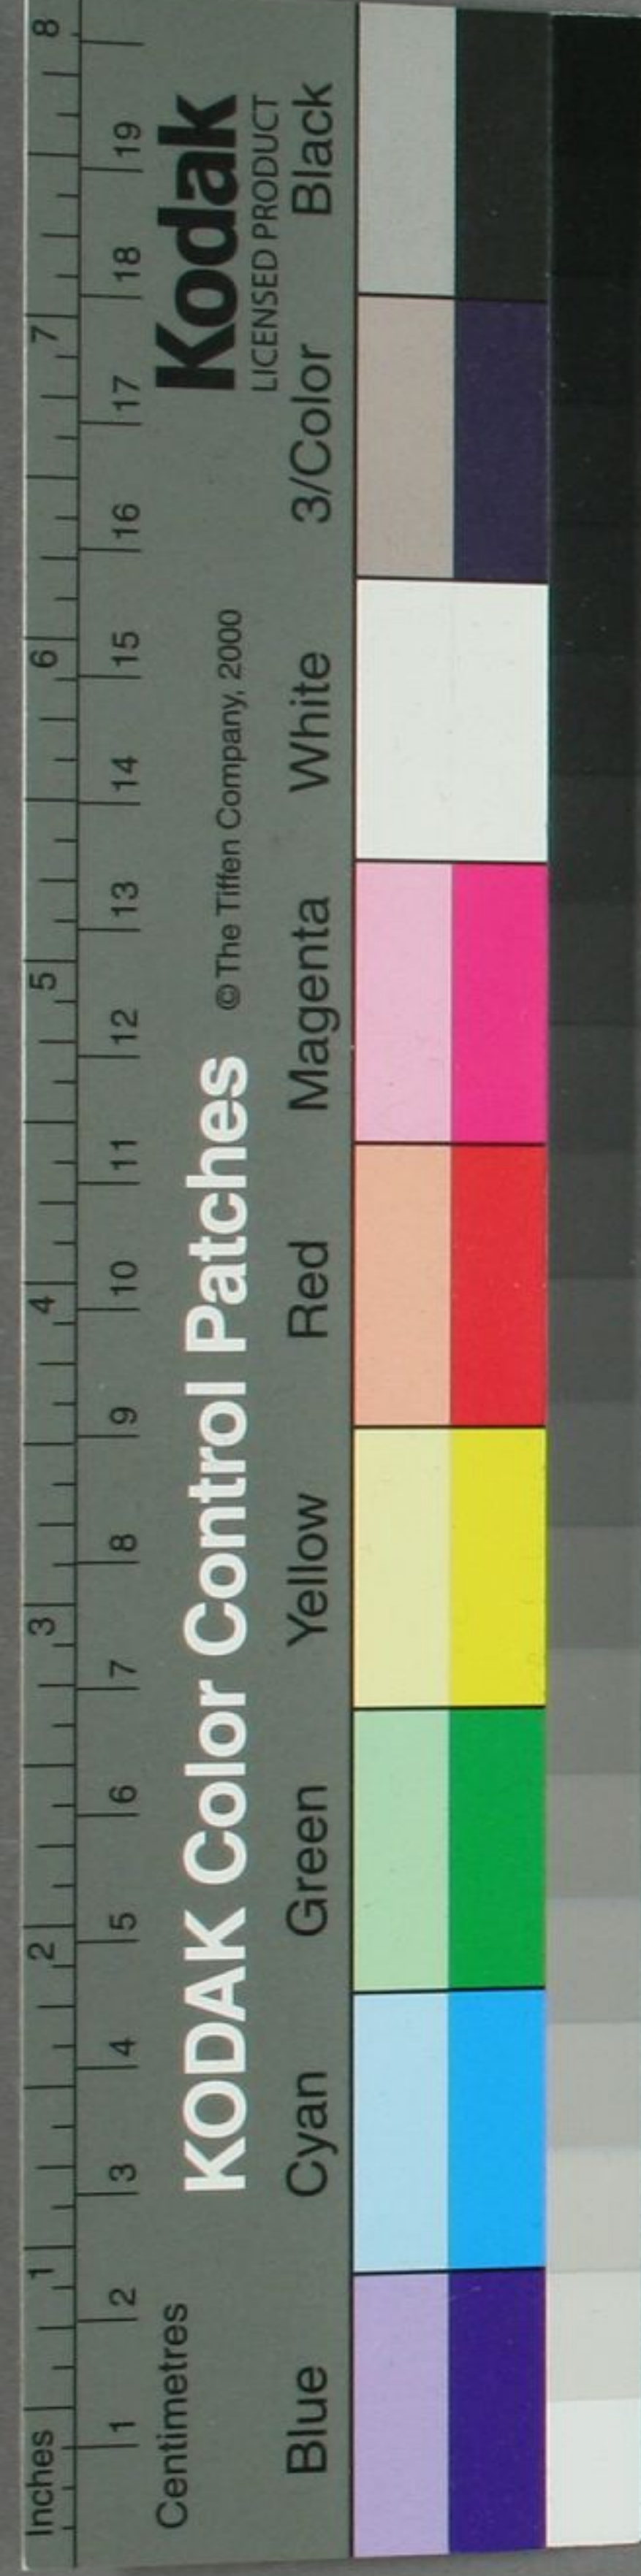 Inches 1 2 3 4 5 6 7 8
1 2 3 4 5 6 7 8 9 10 11 12 13 14 15 16 17 18 19
Centimetres
KODAK Color Control Patches © The Tiffen Company, 2000 Kodak
LICENSED PRODUCT
Blue Cyan Green Yellow Red Magenta White 3/Color Black